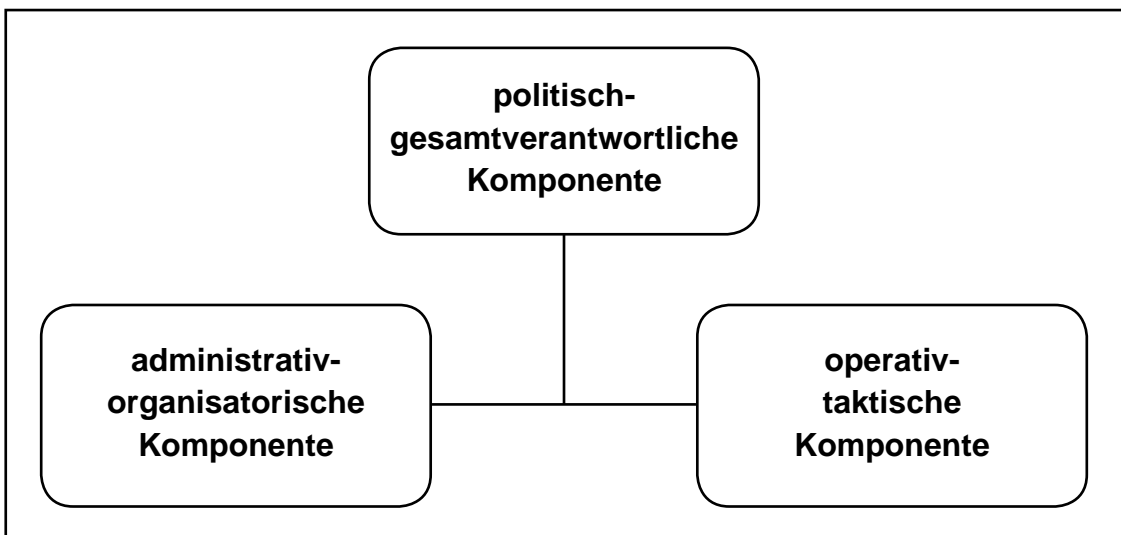 politisch-
gesamtverantwortliche
Komponente
administrativ-
organisatorische
Komponente
operativ-
taktische
Komponente